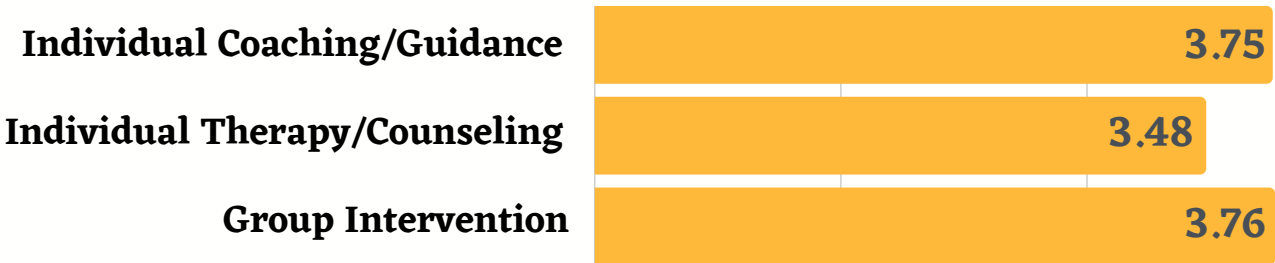 Individual Coaching/Guidance 3.75
Individual Therapy/Counseling 3.48
Group Intervention 3.76